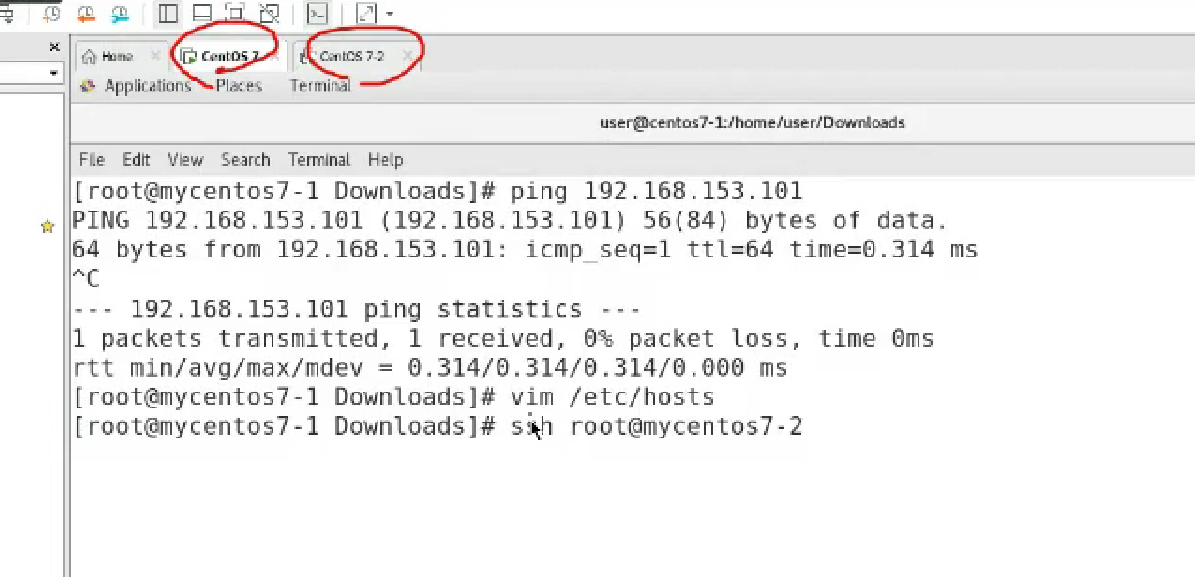 Home CentOS 7 CentOS 7-2
Applications Places Terminal
user@centos7-1:/home/user/Downloads
File Edit View Search Terminal Help
[root@mycentos7-1 Downloads]# ping 192.168.153.101
PING 192.168.153.101 (192.168.153.101) 56(84) bytes of data.
64 bytes from 192.168.153.101: icmp_seq=1 ttl=64 time=0.314 ms
^C
--- 192.168.153.101 ping statistics ---
1 packets transmitted, 1 received, 0% packet loss, time 0ms
rtt min/avg/max/mdev = 0.314/0.314/0.314/0.000 ms
[root@mycentos7-1 Downloads]# vim /etc/hosts
[root@mycentos7-1 Downloads]# ssh root@mycentos7-2